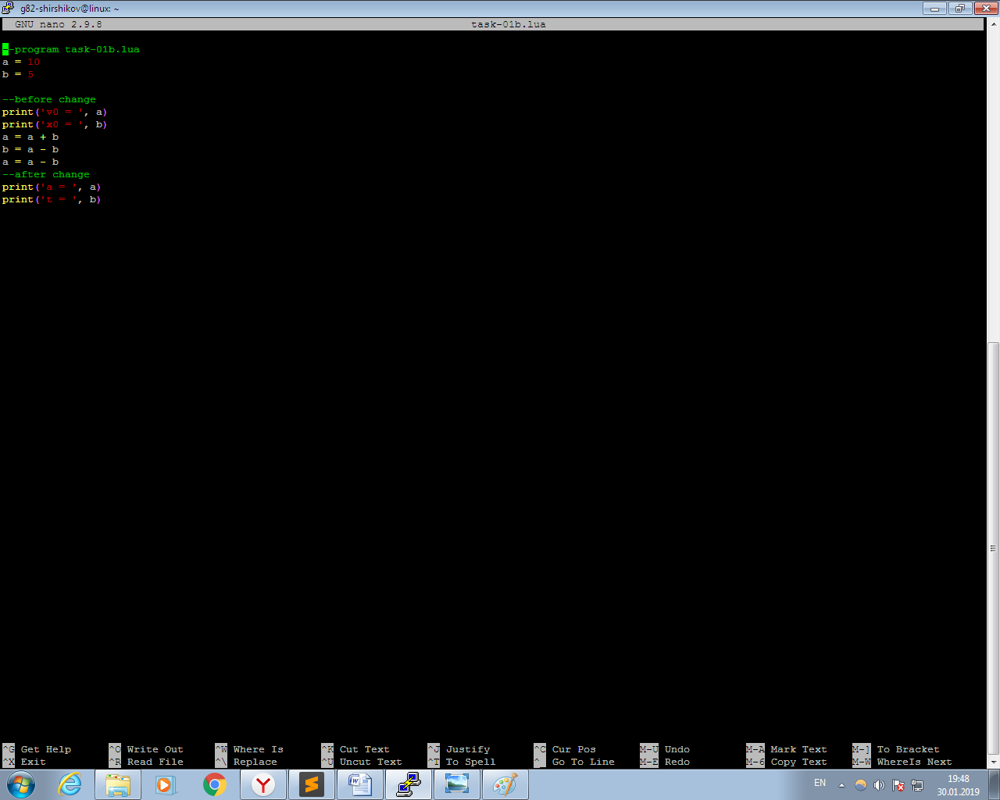 g82-shirshikov@linux: ~
GNU nano 2.9.8 task-01b.lua
--program task-01b.lua
a = 10
b = 5
--before change
print('v0 = ', a)
print('x0 = ', b)
a = a + b
b = a - b
a = a - b
--after change
print('a = ', a)
print('t = ', b)
^G Get Help ^O Write Out ^W Where Is ^K Cut Text ^J Justify ^C Cur Pos M-U Undo M-A Mark Text M-] To Bracket
^X Exit ^R Read File ^\ Replace ^U Uncut Text ^T To Spell ^_ Go To Line M-E Redo M-6 Copy Text M-W WhereIs Next
EN 19:48
30.01.2019